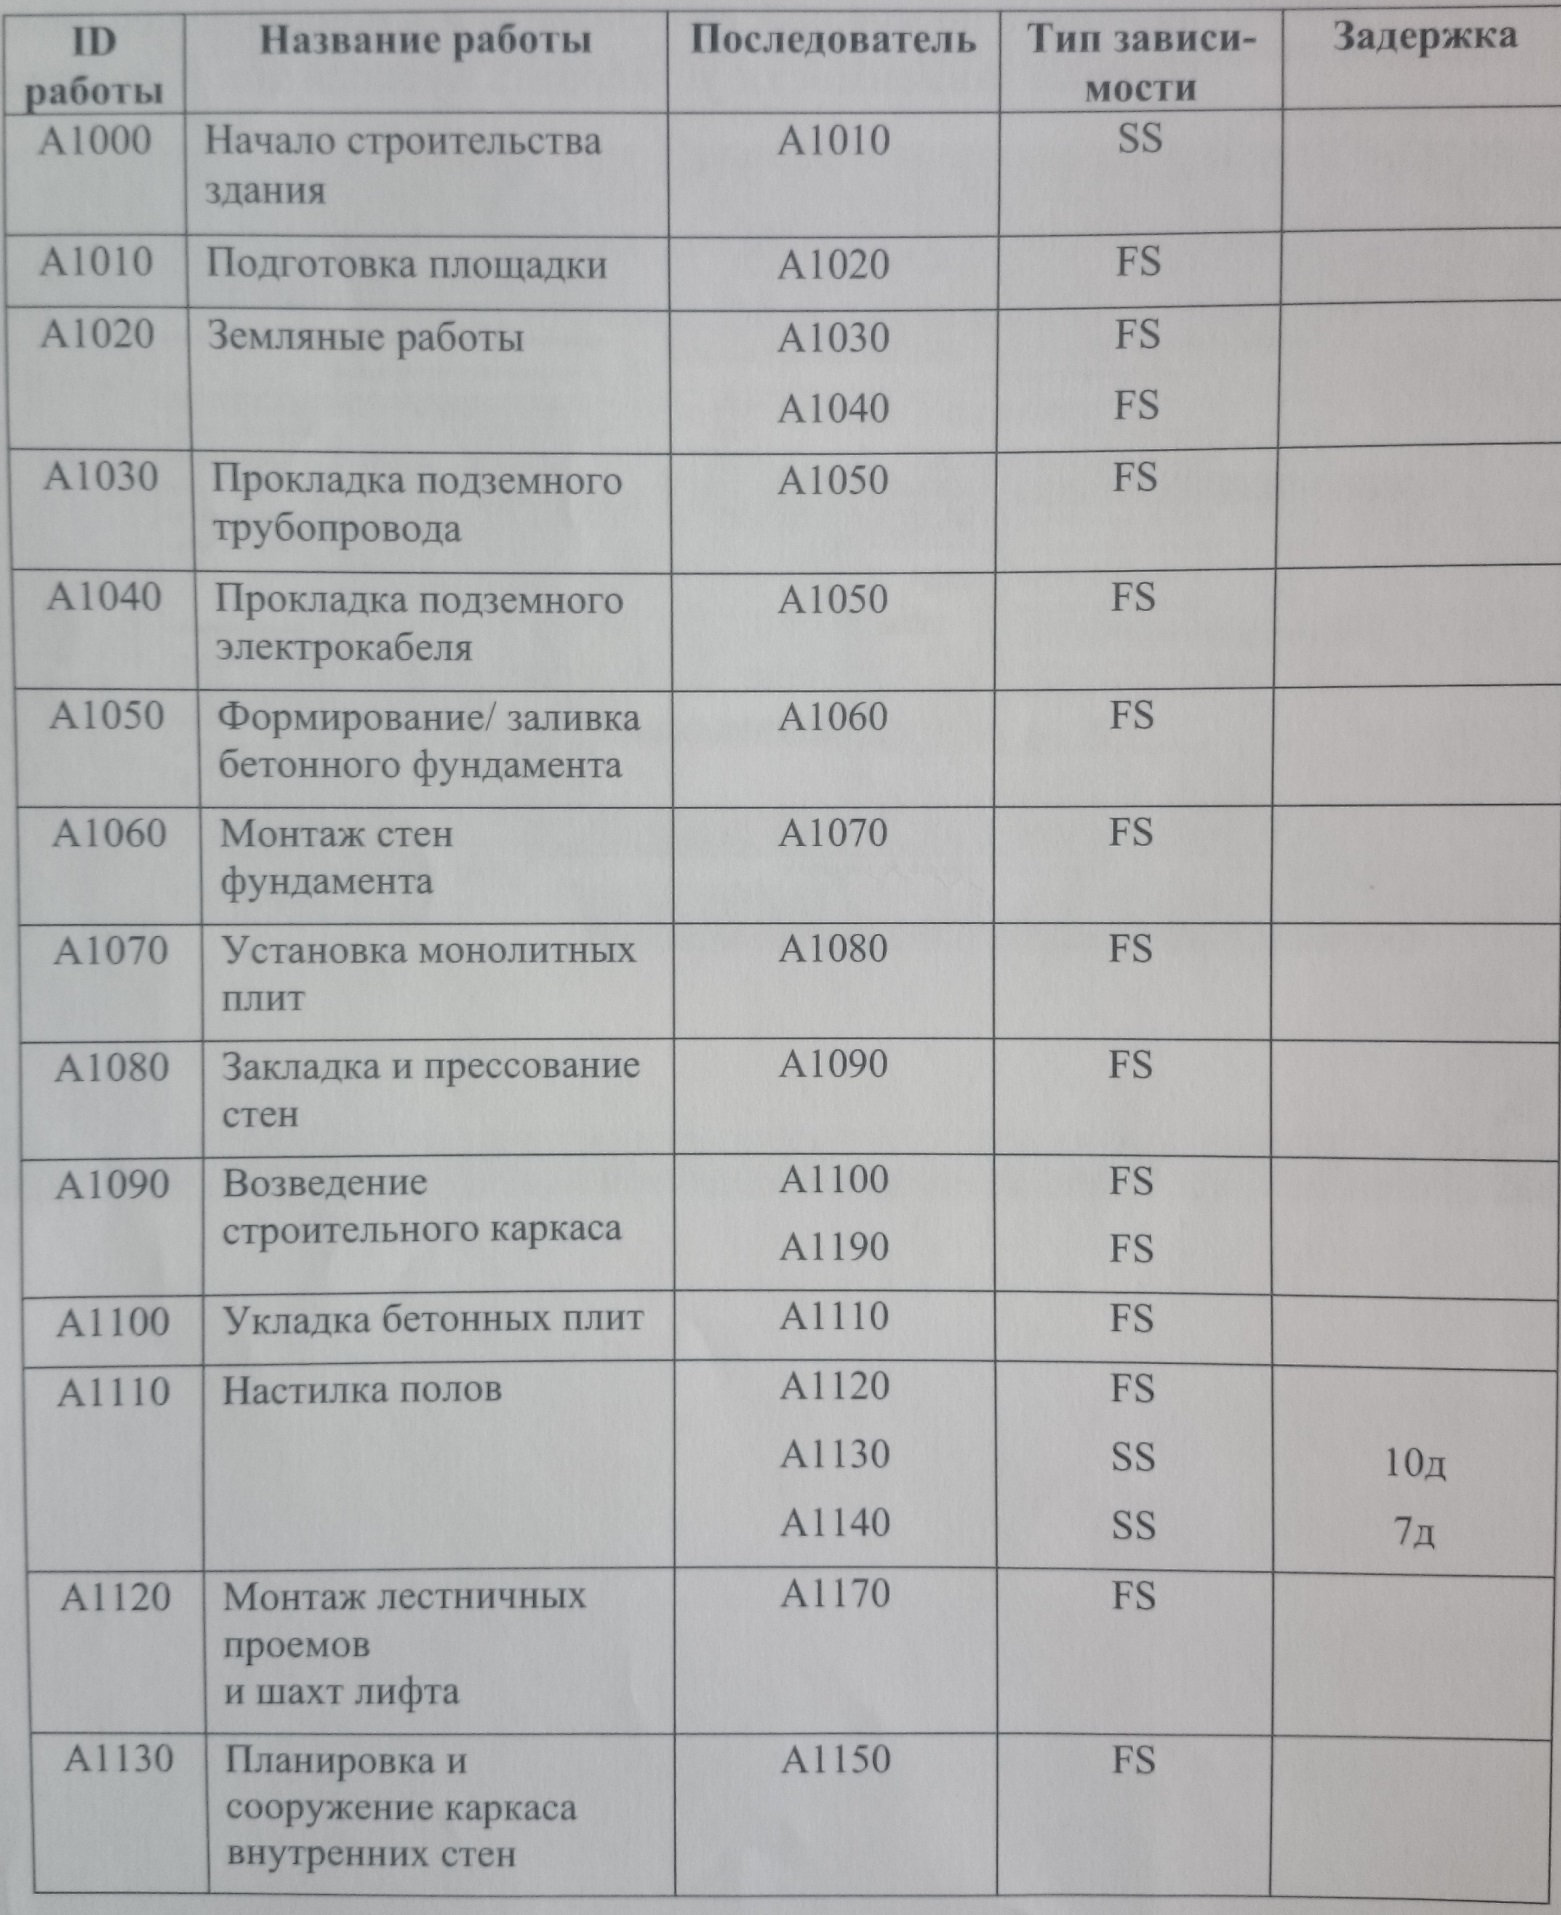 ID Название работы Последователь Тип зависи- Задержка
работы мости
A1000 Начало строительства A1010 SS
здания
A1010 Подготовка площадки A1020 FS
A1020 Земляные работы A1030 FS
A1040 FS
A1030 Прокладка подземного A1050 FS
трубопровода
A1040 Прокладка подземного A1050 FS
электрокабеля
A1050 Формирование/ заливка A1060 FS
бетонного фундамента
A1060 Монтаж стен A1070 FS
фундамента
A1070 Установка монолитных A1080 FS
плит
A1080 Закладка и прессование A1090 FS
стен
A1090 Возведение A1100 FS
строительного каркаса A1190 FS
A1100 Укладка бетонных плит A1110 FS
A1110 Настилка полов A1120 FS
A1130 SS 10д
A1140 SS 7д
A1120 Монтаж лестничных A1170 FS
проемов
и шахт лифта
A1130 Планировка и A1150 FS
сооружение каркаса
внутренних стен